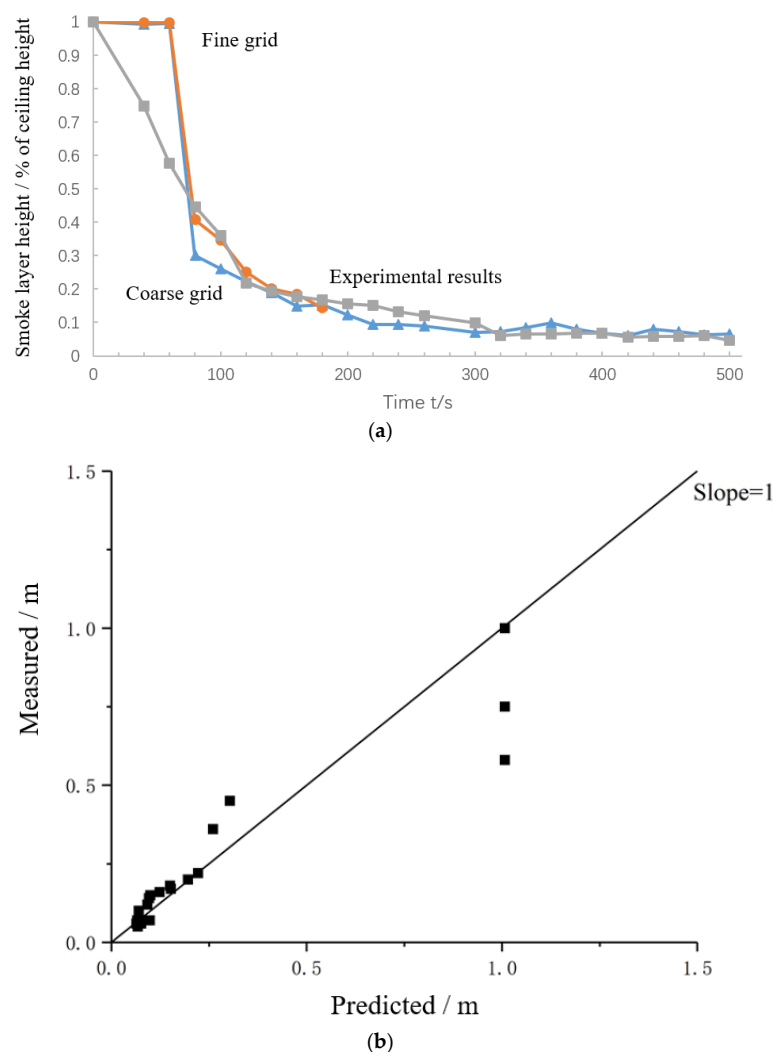 1
0.9
0.8
0.7
0.6
0.5
0.4
0.3
0.2
0.1
0
Smoke layer height / % of ceiling height
Fine grid
Coarse grid
Experimental results
0 100 200 300 400 500
Time t/s
(a)
1.5
1.0
0.5
0.0
Measured / m
Slope=1
0.0 0.5 1.0 1.5
Predicted / m
(b)